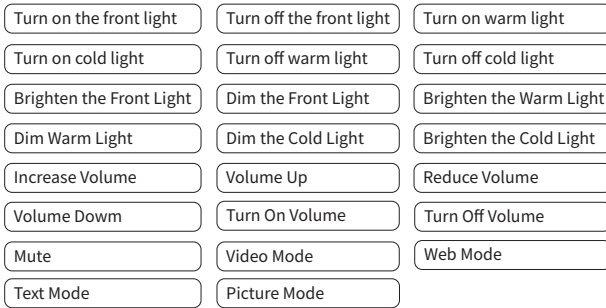 Turn on the front light
Turn off the front light
Turn on warm light
Turn on cold light
Turn off warm light
Turn off cold light
Brighten the Front Light
Dim the Front Light
Brighten the Warm Light
Dim Warm Light
Dim the Cold Light
Brighten the Cold Light
Increase Volume
Volume Up
Reduce Volume
Volume Dowm
Turn On Volume
Turn Off Volume
Mute
Video Mode
Web Mode
Text Mode
Picture Mode